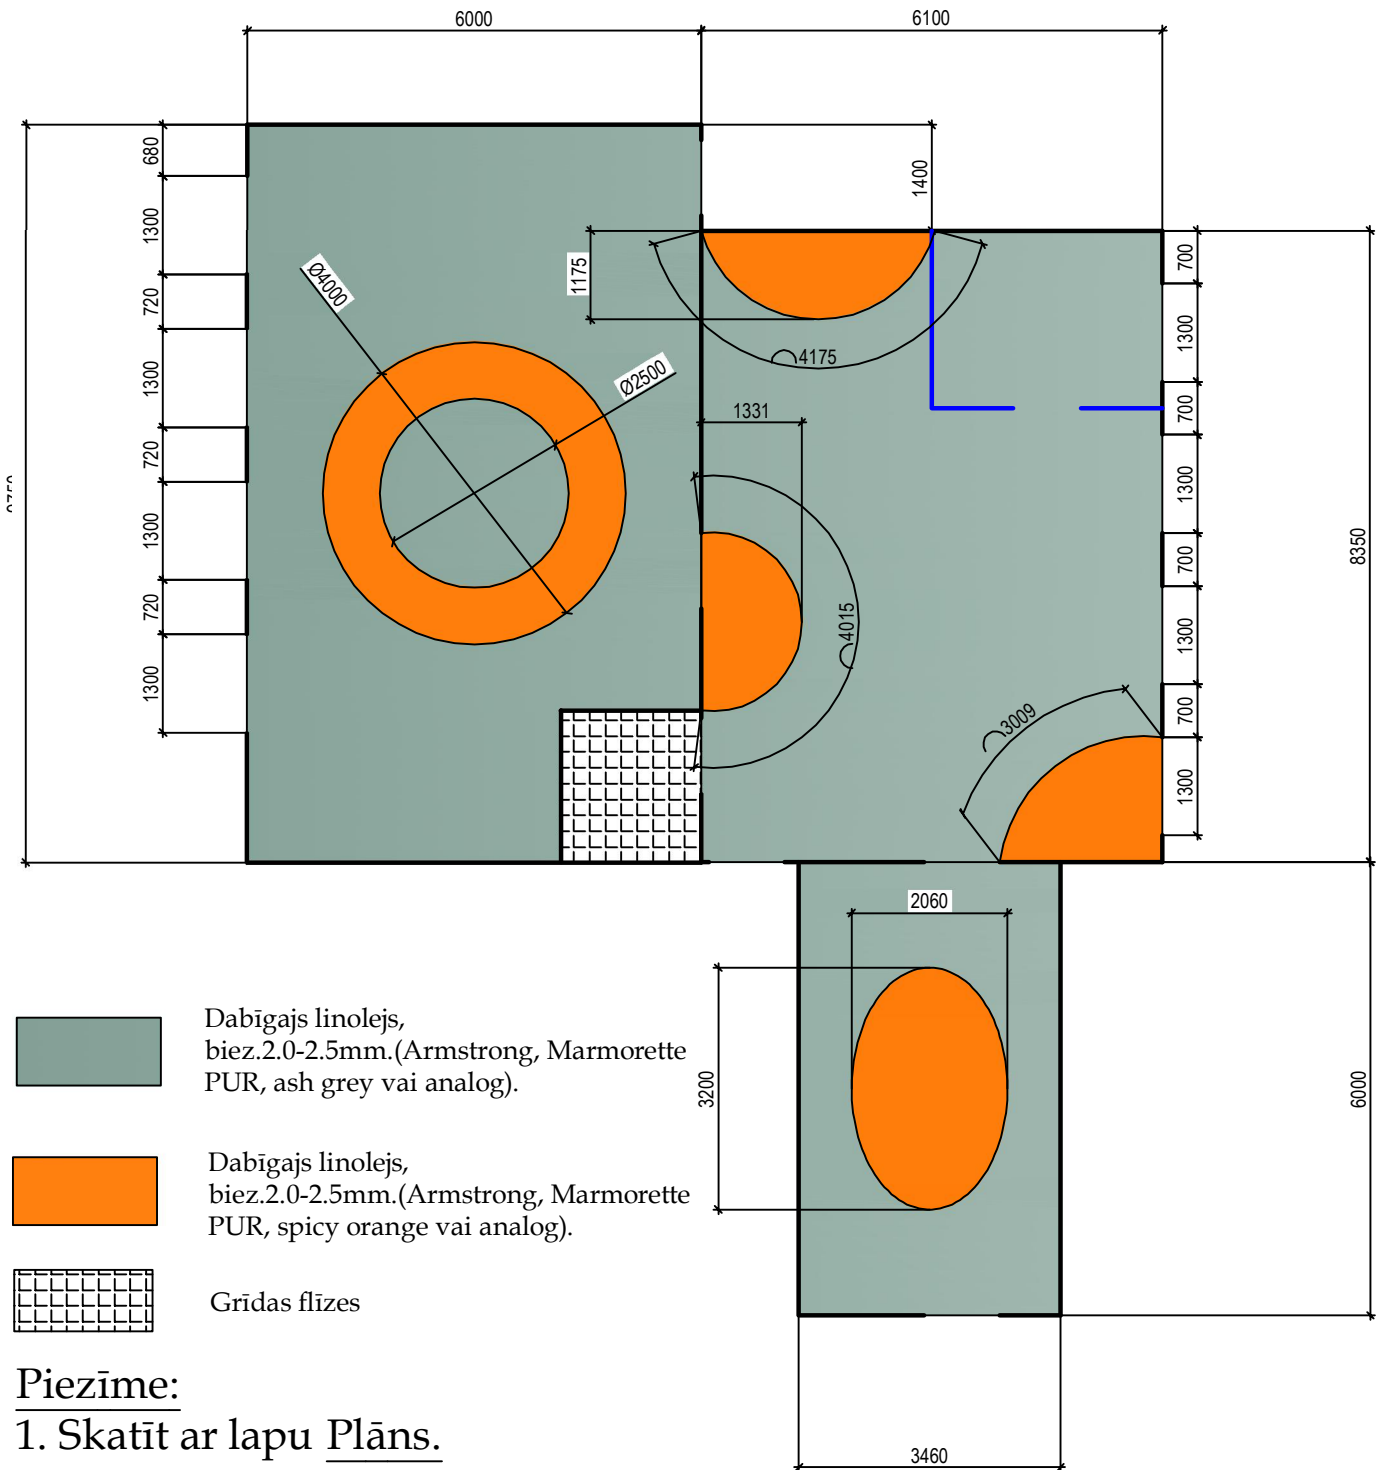 6000
6100
680
1300
720
1300
720
1300
720
1300
Ø4000
Ø2500
1175
1400
4175
1331
4015
3009
700
1300
700
1300
700
1300
700
1300
8350
6000
2060
3200
3460
Dabīgajs linolejs,
biez.2.0-2.5mm.(Armstrong, Marmorette
PUR, ash grey vai analog).
Dabīgajs linolejs,
biez.2.0-2.5mm.(Armstrong, Marmorette
PUR, spicy orange vai analog).
Grīdas flīzes
Piezīme:
1. Skatīt ar lapu Plāns.